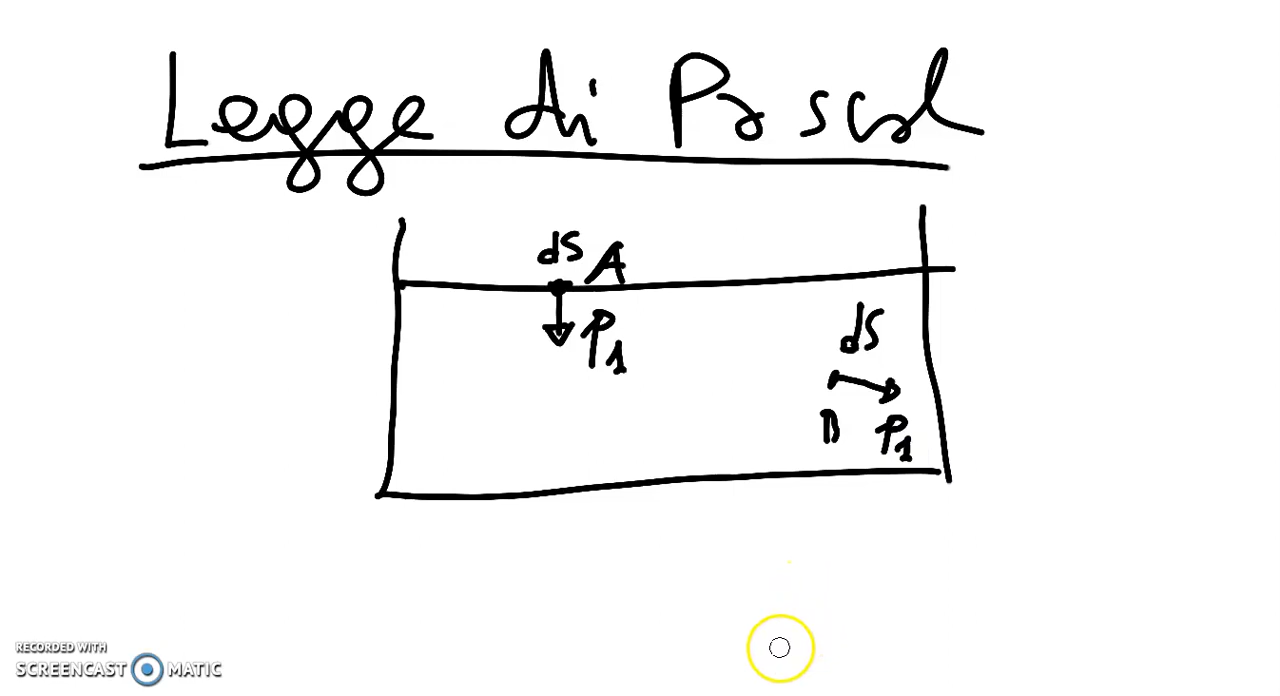 Legge di Pascal
dS A
P1
dS
B P1
RECORDED WITH
SCREENCAST MATIC